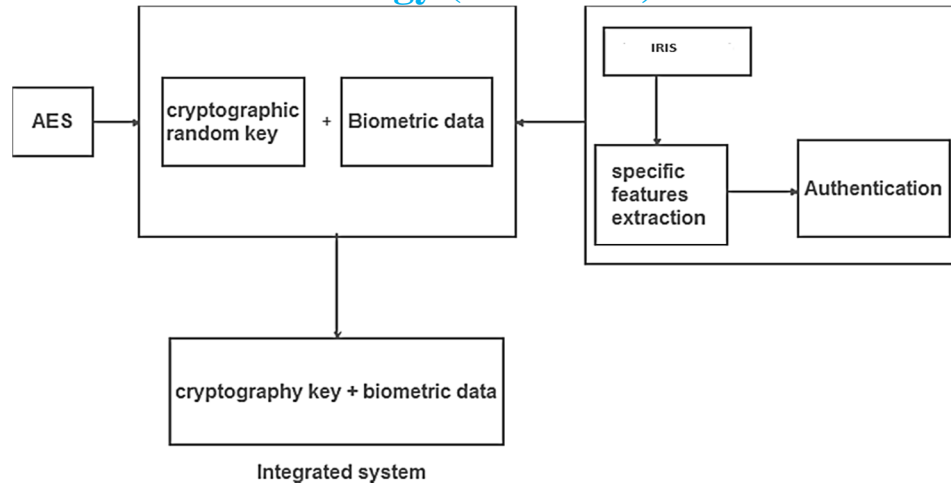 IRIS
AES
cryptographic
random key
+
Biometric data
specific
features
extraction
Authentication
cryptography key + biometric data
Integrated system